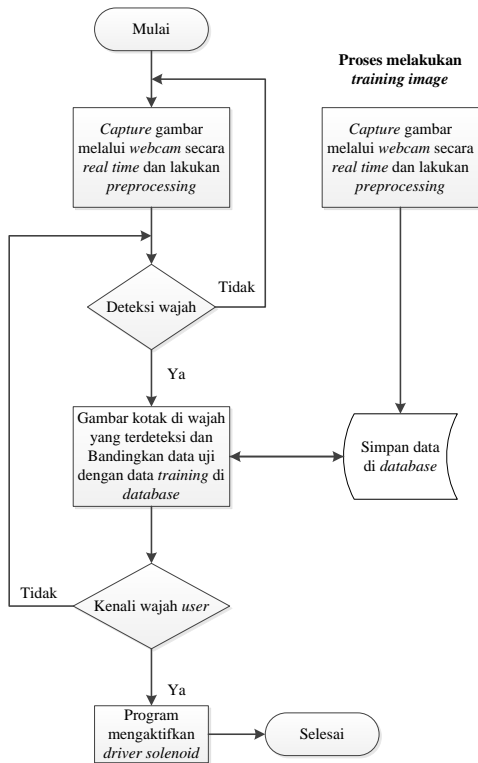 Mulai
Proses melakukan
training image
Capture gambar
melalui webcam secara
real time dan lakukan
preprocessing
Capture gambar
melalui webcam secara
real time dan lakukan
preprocessing
Tidak
Deteksi wajah
Ya
Gambar kotak di wajah
yang terdeteksi dan
Bandingkan data uji
dengan data training di
database
Simpan data
di database
Tidak
Kenali wajah user
Ya
Program
mengaktifkan
driver solenoid
Selesai